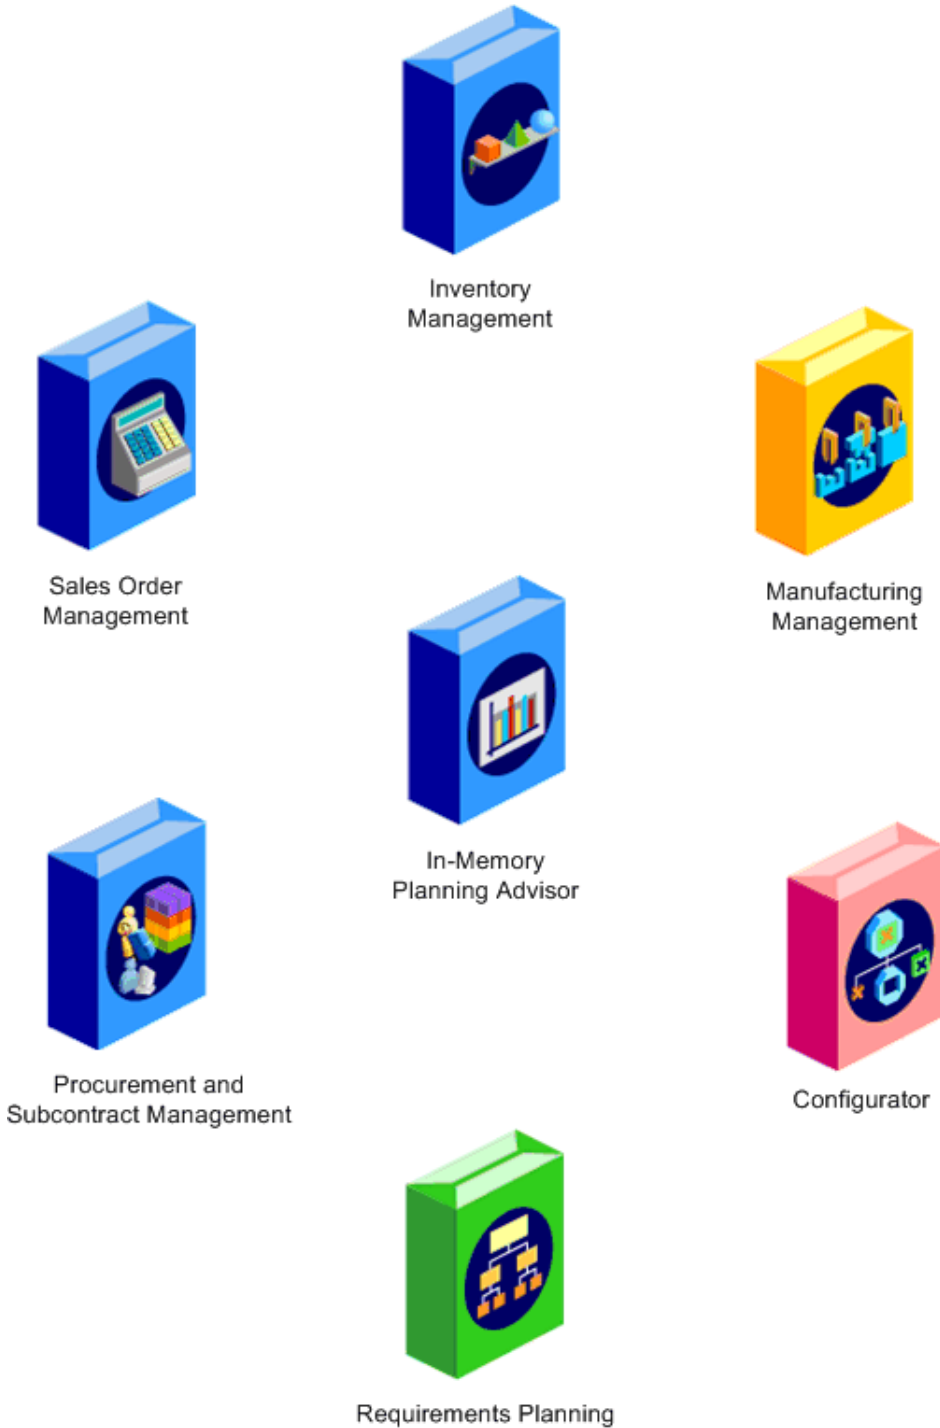 Inventory
Management
Sales Order
Management
Manufacturing
Management
In-Memory
Planning Advisor
Procurement and
Subcontract Management
Configurator
Requirements Planning